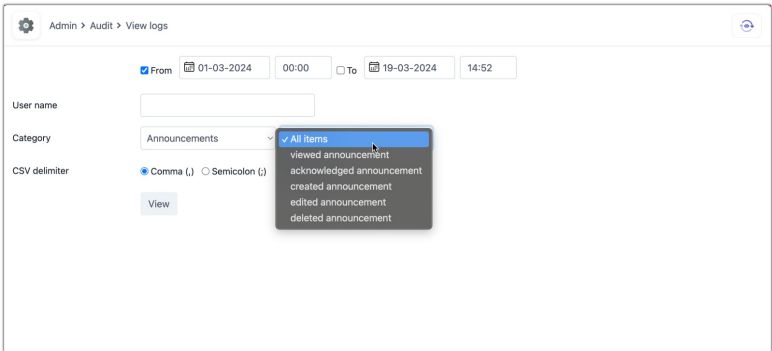 Admin > Audit > View logs
From 01-03-2024 00:00 To 19-03-2024 14:52
User name
Category Announcements ✓ All items
viewed announcement
CSV delimiter Comma (,) Semicolon (;) acknowledged announcement
created announcement
View edited announcement
deleted announcement